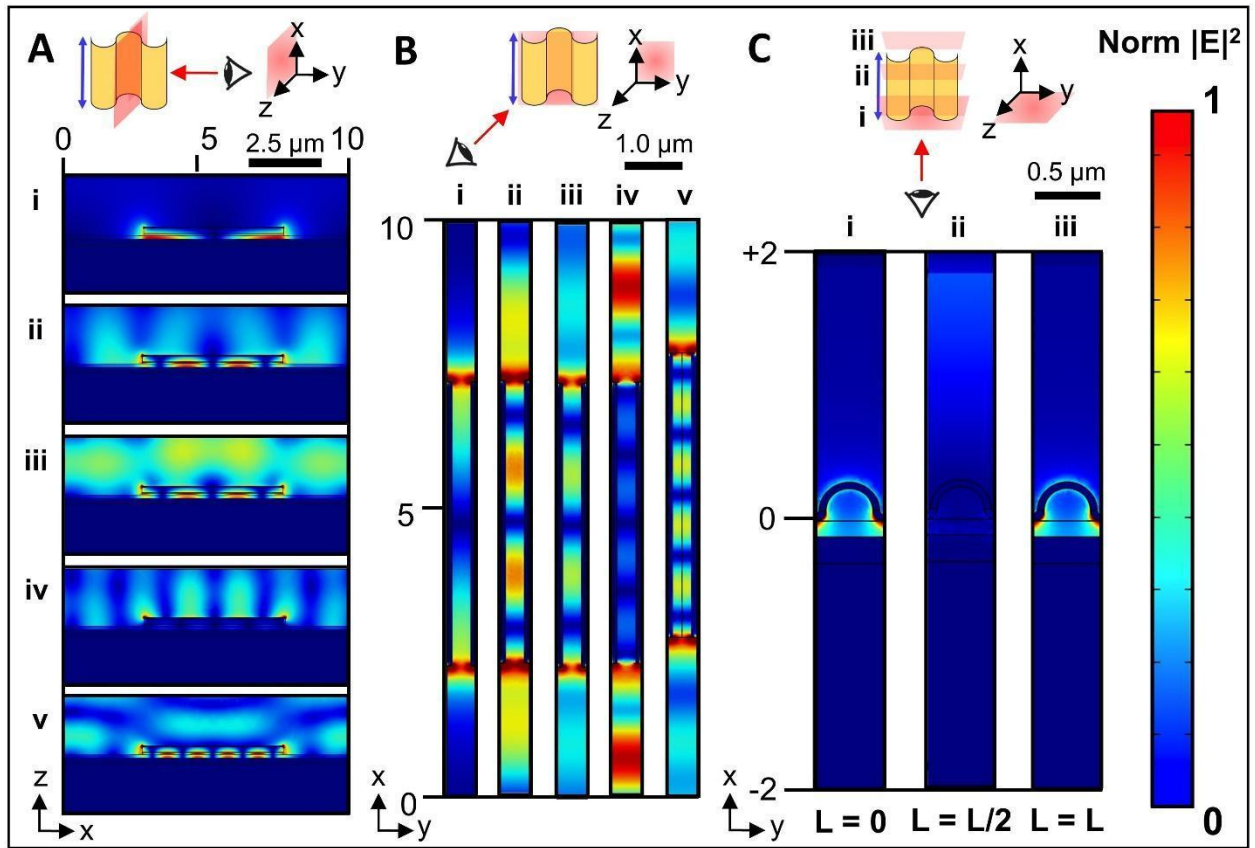 A
x
y
z
0
5
10
2.5 µm
i
ii
iii
iv
v
z
x
B
x
y
z
1.0 µm
i ii iii iv v
10
5
0
x
y
C
iii
ii
i
x
y
z
0.5 µm
i ii iii
+2
0
-2
x
y
L = 0 L = L/2 L = L
Norm |E|²
1
0